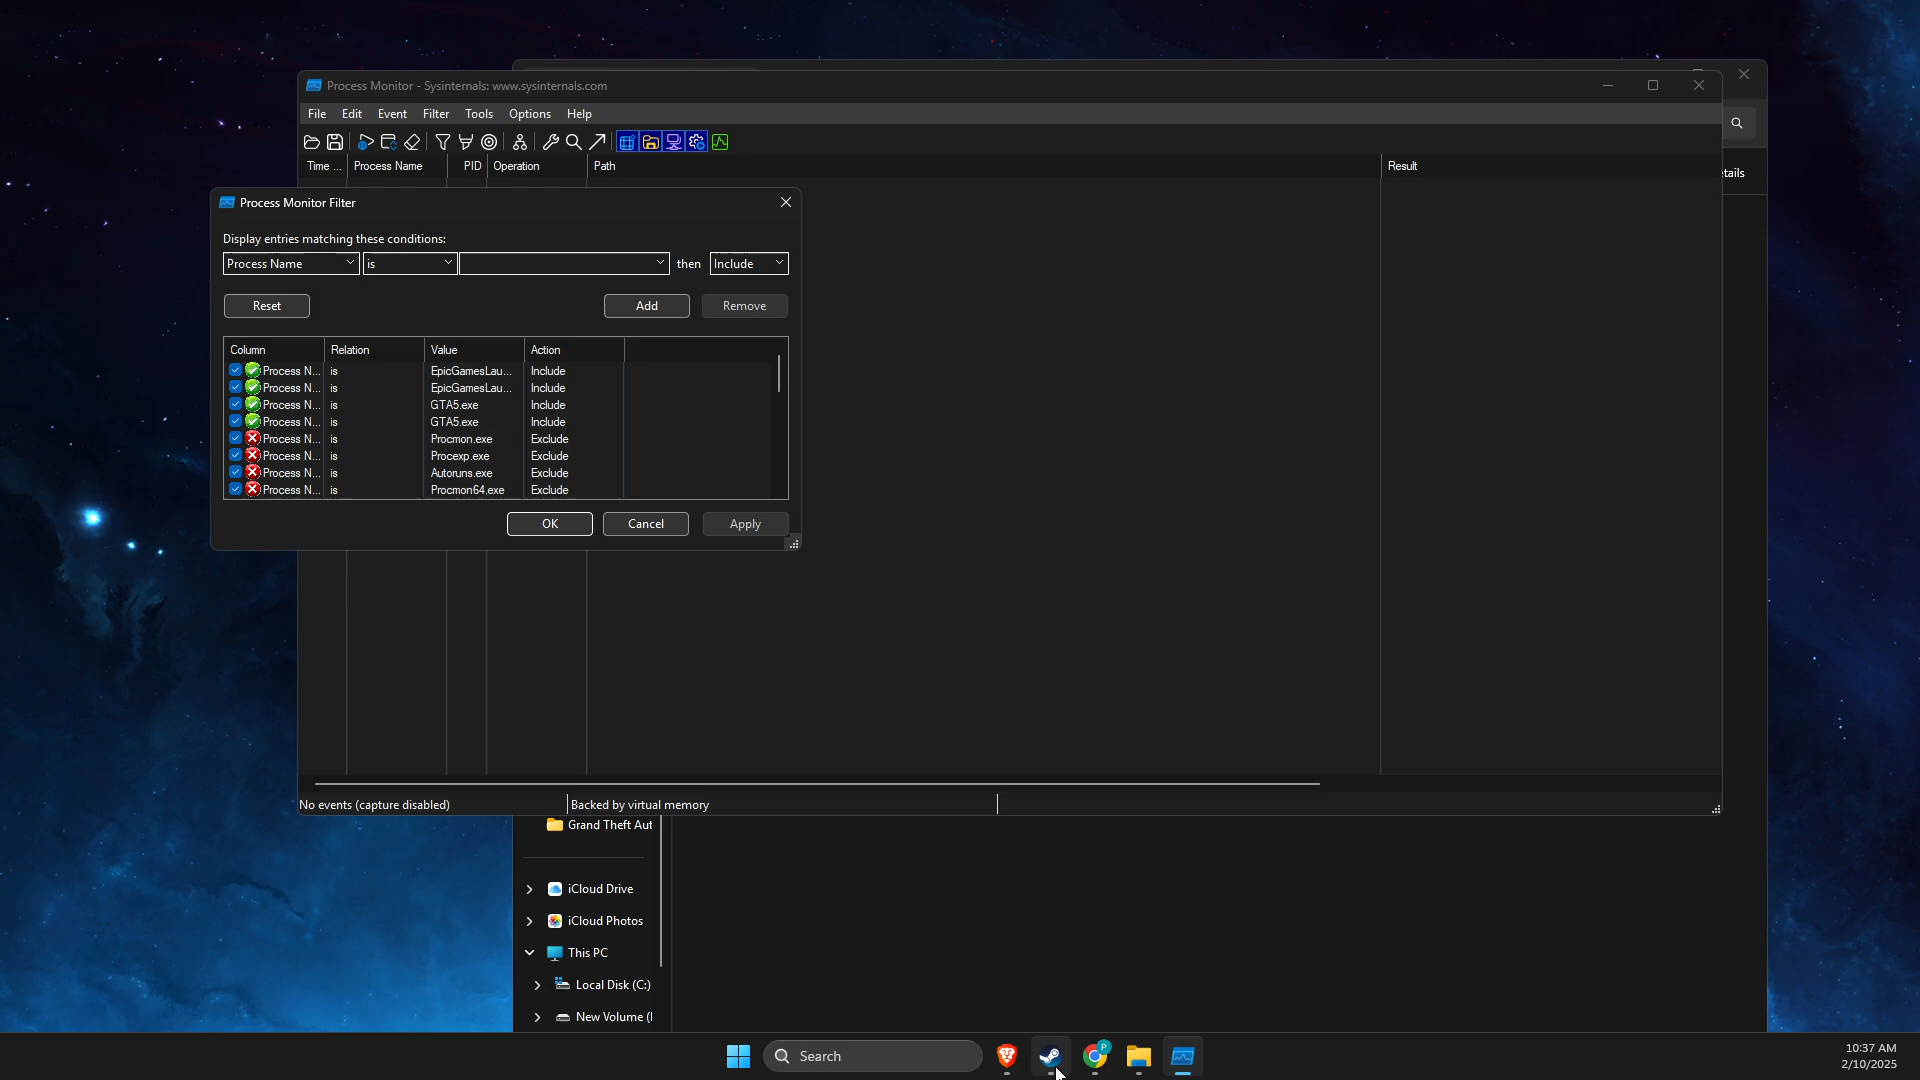 Process Monitor - Sysinternals: www.sysinternals.com
File Edit Event Filter Tools Options Help
Time ... Process Name PID Operation Path Result
etails
Process Monitor Filter
Display entries matching these conditions:
Process Name is then Include
Reset Add Remove
Column Relation Value Action
Process N... is EpicGamesLau... Include
Process N... is EpicGamesLau... Include
Process N... is GTA5.exe Include
Process N... is GTA5.exe Include
Process N... is Procmon.exe Exclude
Process N... is Procexp.exe Exclude
Process N... is Autoruns.exe Exclude
Process N... is Procmon64.exe Exclude
OK Cancel Apply
No events (capture disabled) Backed by virtual memory
Grand Theft Aut
iCloud Drive
iCloud Photos
This PC
Local Disk (C:)
New Volume (
Search
P
10:37 AM
2/10/2025